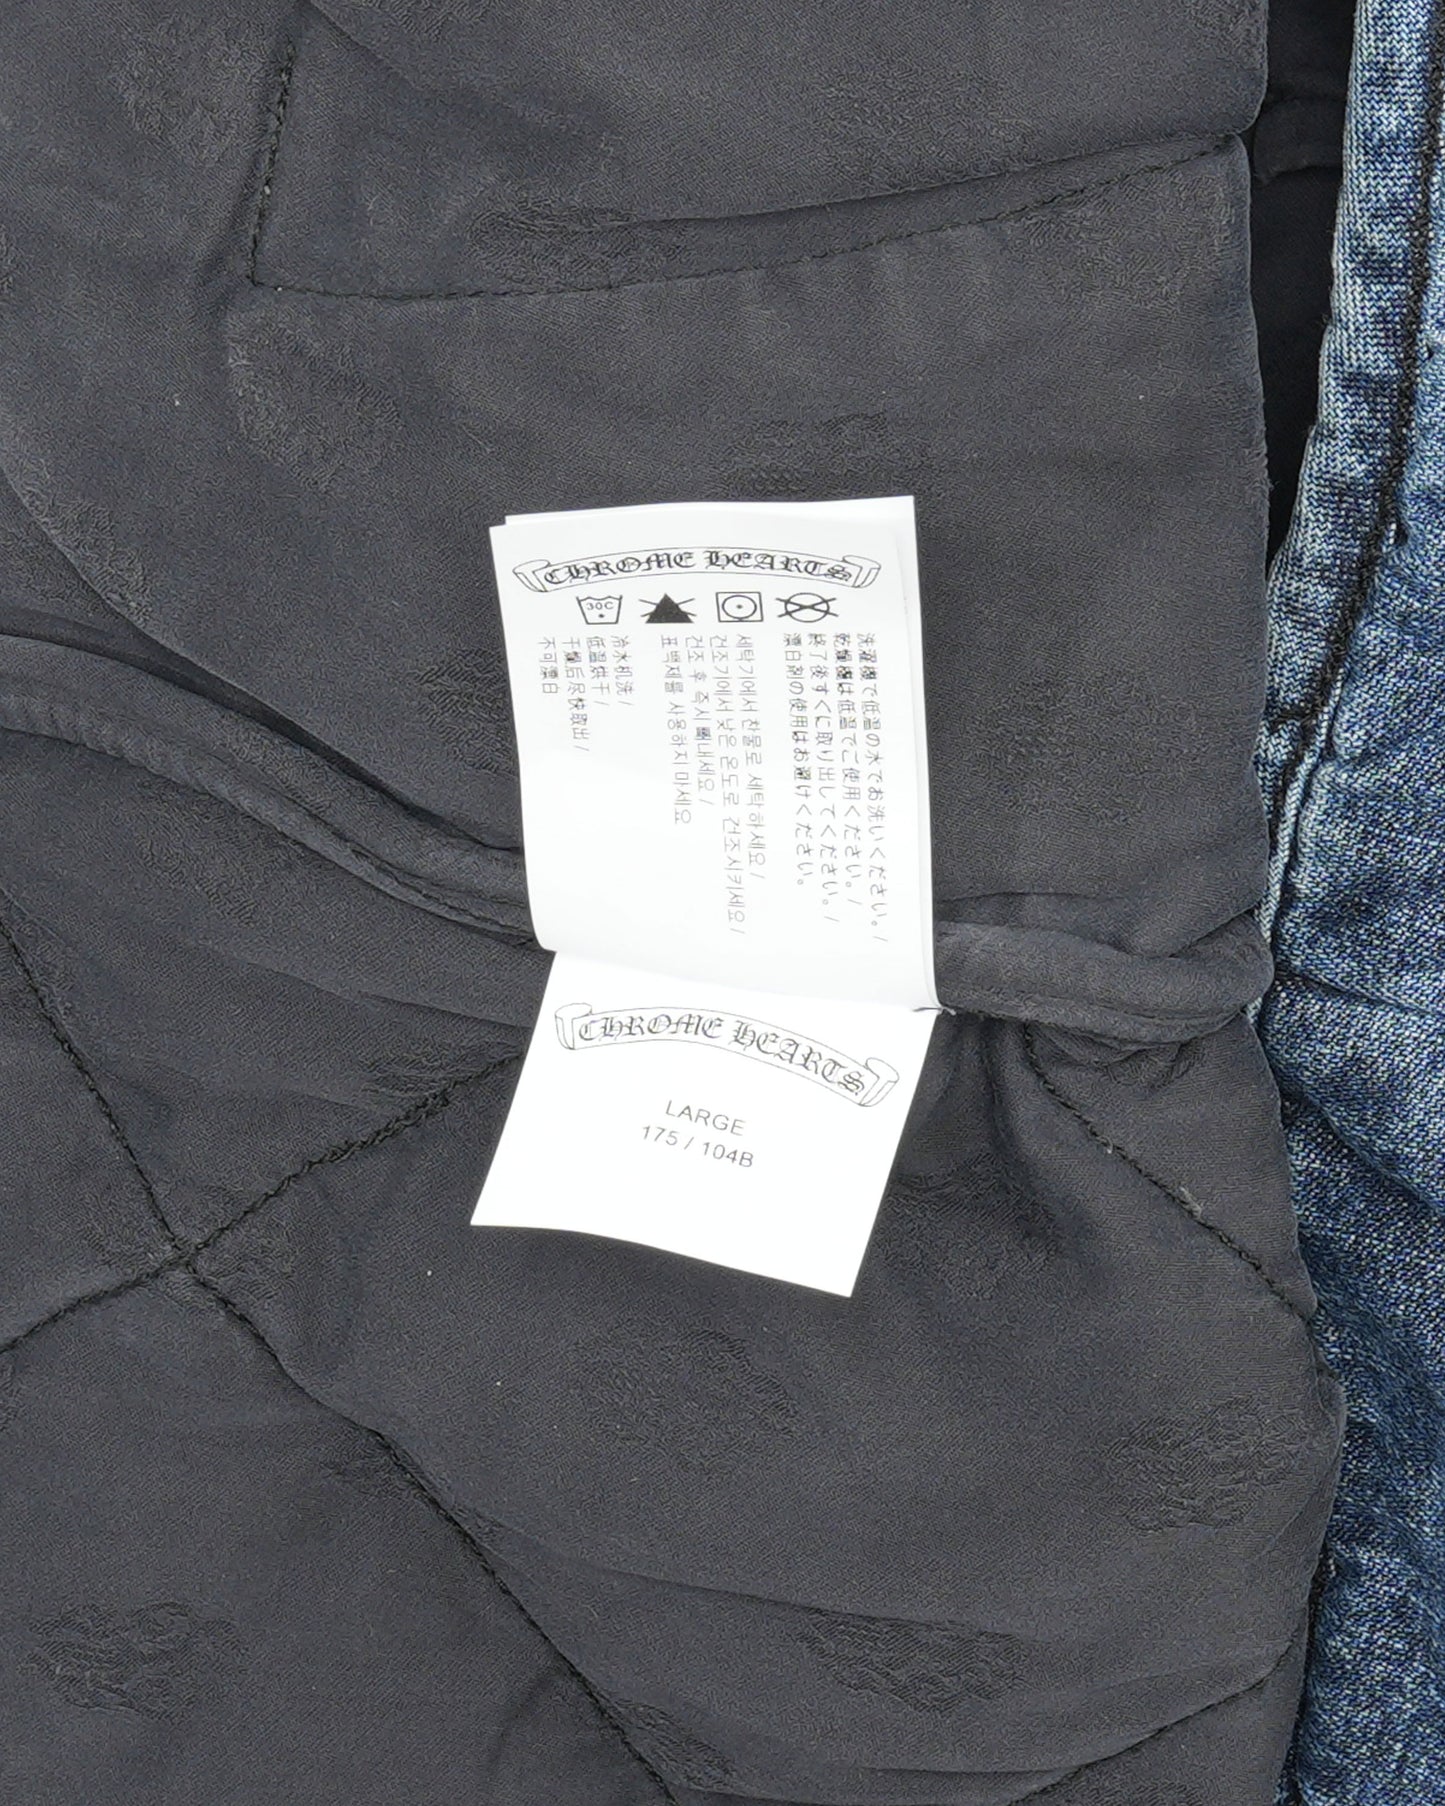 CHROME HEARTS
30C
洗濯機で低温の水でお洗いください。/
乾燥機は低温でご使用ください。/
終了後すぐに取り出してください。/
漂白剤の使用はお避けください。
세탁기에서 찬물로 세탁하세요/
건조기에서 낮은 온도로 건조시키세요/
건조 후 즉시 빼내세요/
표백제를 사용하지 마세요
冷水机洗/
低温烘干/
干燥后尽快取出/
不可漂白
CHROME HEARTS
LARGE
175 / 104B